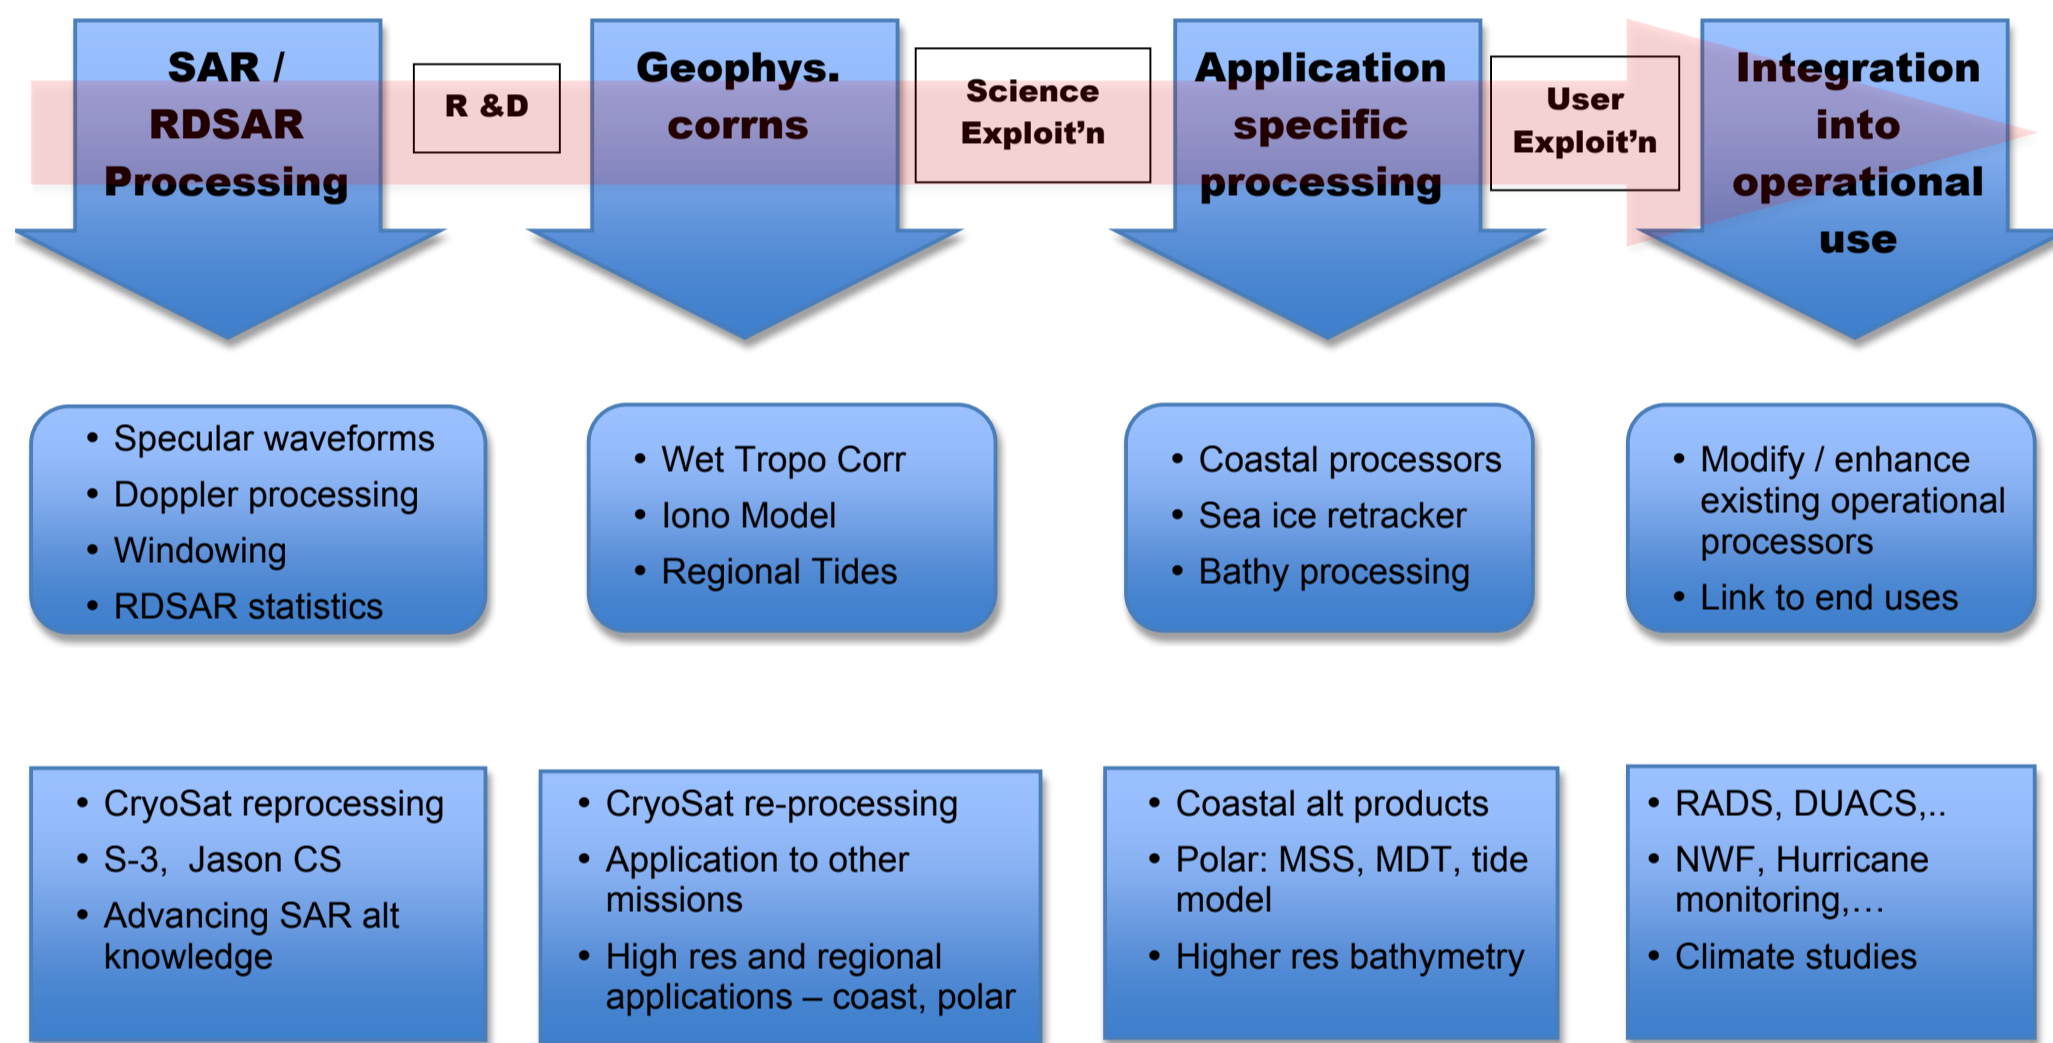 SAR /
RDSAR
Processing
R &D
Geophys.
corrns
Science
Exploit’n
Application
specific
processing
User
Exploit’n
Integration
into
operational
use
• Specular waveforms
• Doppler processing
• Windowing
• RDSAR statistics
• Wet Tropo Corr
• Iono Model
• Regional Tides
• Coastal processors
• Sea ice retracker
• Bathy processing
• Modify / enhance
existing operational
processors
• Link to end uses
• CryoSat reprocessing
• S-3, Jason CS
• Advancing SAR alt
knowledge
• CryoSat re-processing
• Application to other
missions
• High res and regional
applications – coast, polar
• Coastal alt products
• Polar: MSS, MDT, tide
model
• Higher res bathymetry
• RADS, DUACS,..
• NWF, Hurricane
monitoring,…
• Climate studies